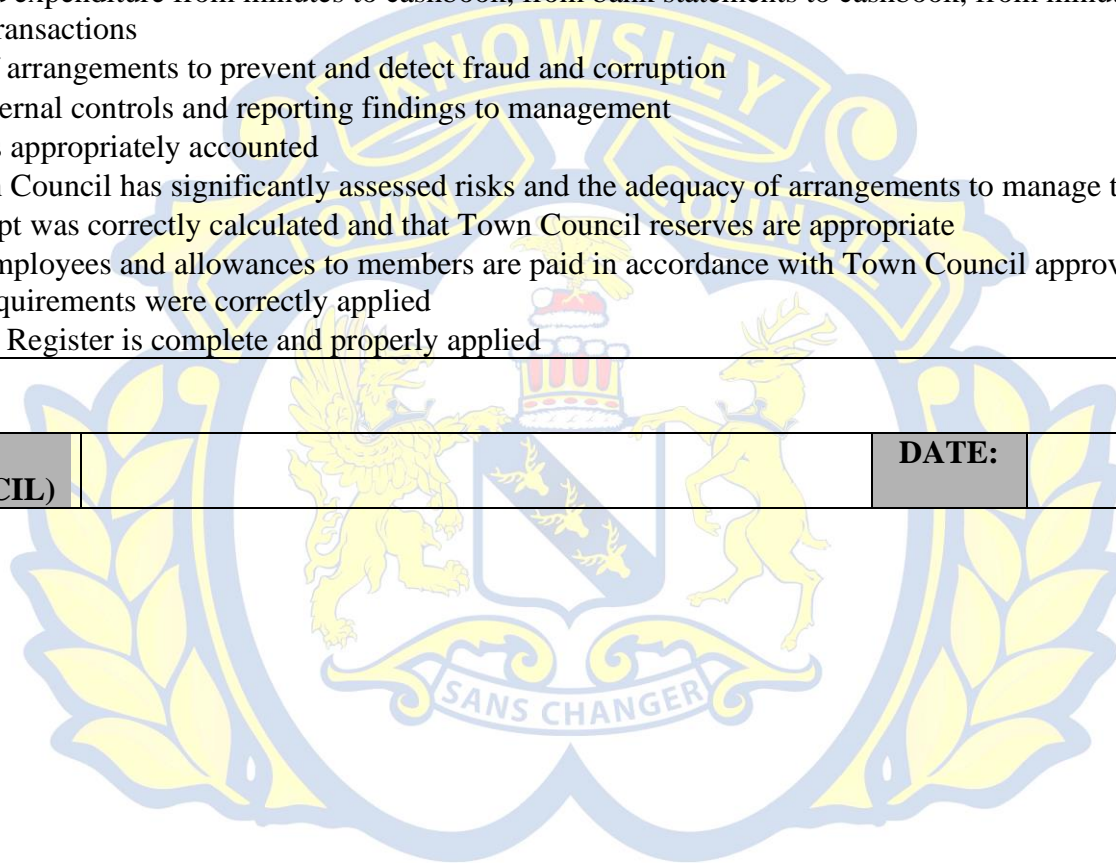 t expenditure from minutes to cashbook, from bank statements to cashbook, from minut
ransactions
f arrangements to prevent and detect fraud and corruption
ernal controls and reporting findings to management
s appropriately accounted
n Council has significantly assessed risks and the adequacy of arrangements to manage t
pt was correctly calculated and that Town Council reserves are appropriate
mployees and allowances to members are paid in accordance with Town Council approv
quirements were correctly applied
Register is complete and properly applied
DATE:
CIL)
KNOWSLEY
TOWN COUNCIL
SANS CHANGER